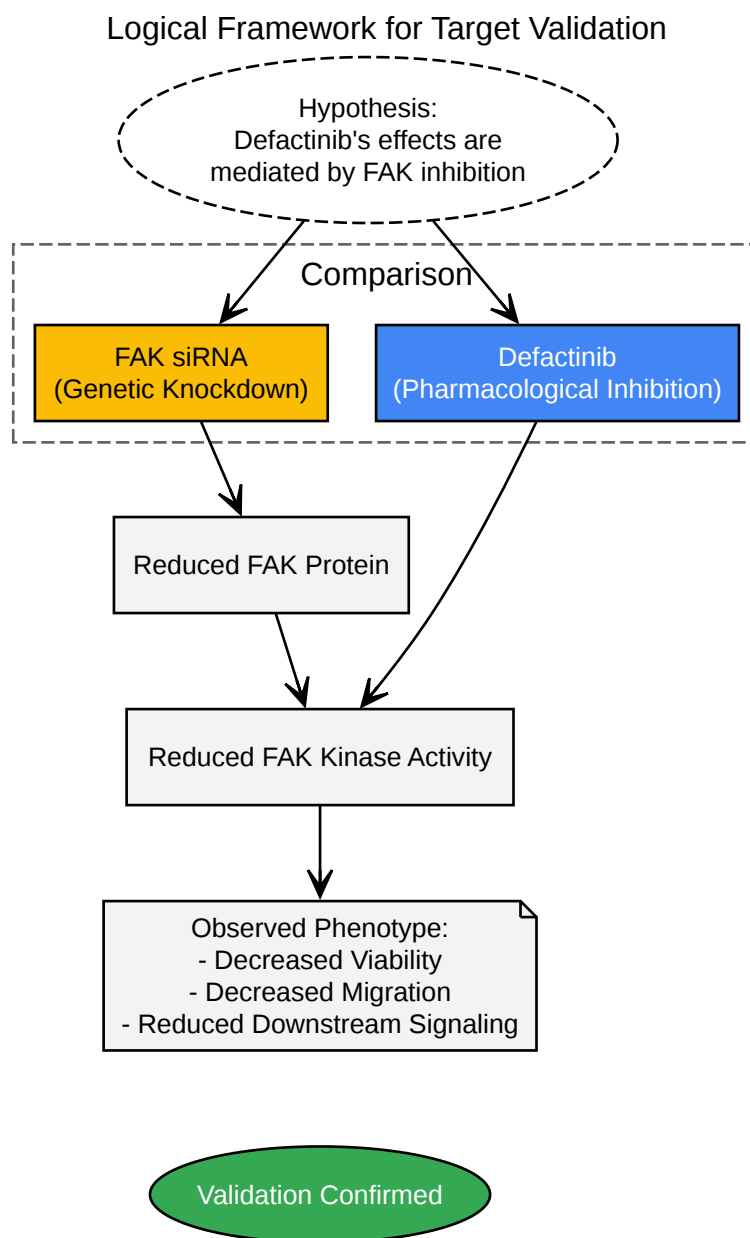 Logical Framework for Target Validation
Hypothesis:
Defactinib's effects are
mediated by FAK inhibition
Comparison
FAK siRNA
(Genetic Knockdown)
Defactinib
(Pharmacological Inhibition)
Reduced FAK Protein
Reduced FAK Kinase Activity
Observed Phenotype:
- Decreased Viability
- Decreased Migration
- Reduced Downstream Signaling
Validation Confirmed